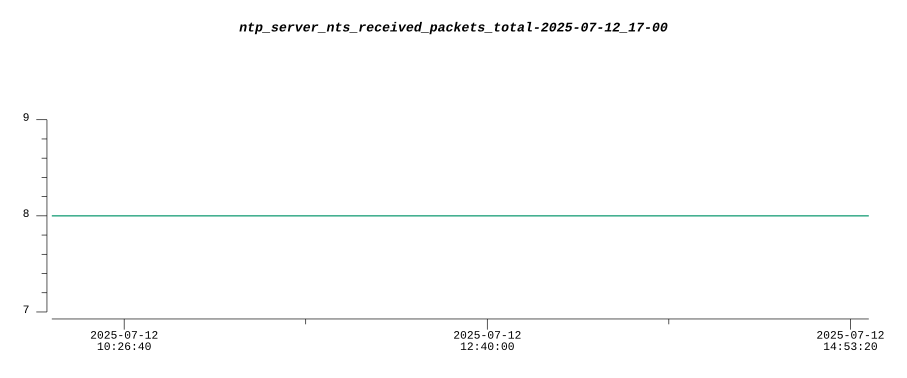 ntp_server_nts_received_packets_total-2025-07-12_17-00
9
8
7
2025-07-12 2025-07-12 2025-07-12
10:26:40 12:40:00 14:53:20